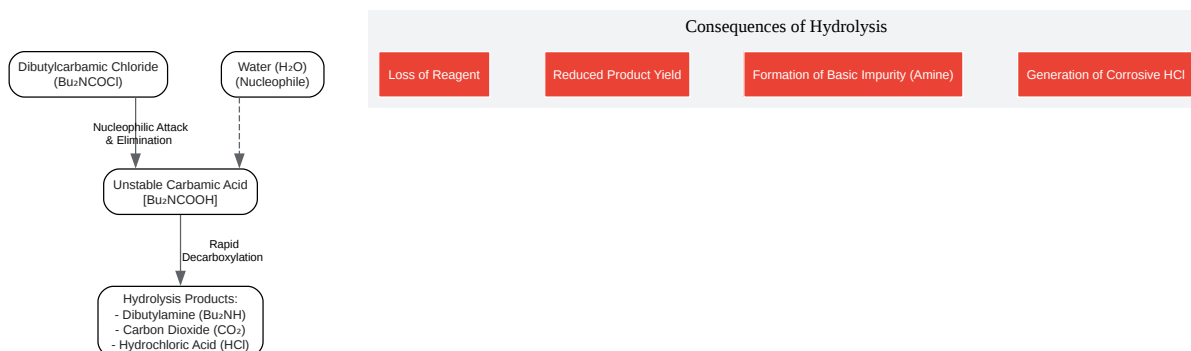 Consequences of Hydrolysis
Dibutylcarbamic Chloride
(Bu₂NCOCl)
Water (H₂O)
(Nucleophile)
Loss of Reagent
Reduced Product Yield
Formation of Basic Impurity (Amine)
Generation of Corrosive HCl
Nucleophilic Attack
& Elimination
Unstable Carbamic Acid
[Bu₂NCOOH]
Rapid
Decarboxylation
Hydrolysis Products:
- Dibutylamine (Bu₂NH)
- Carbon Dioxide (CO₂)
- Hydrochloric Acid (HCl)